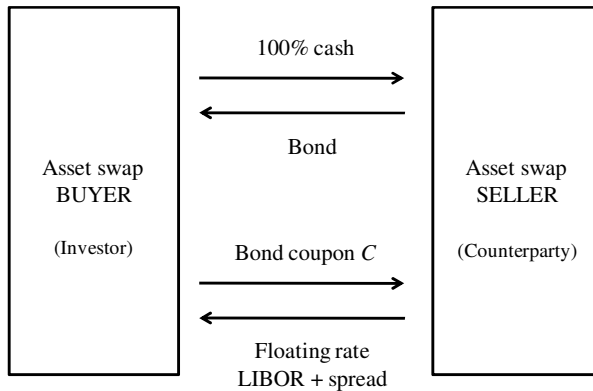 100% cash
Bond
Asset swap
BUYER
(Investor)
Asset swap
SELLER
(Counterparty)
Bond coupon C
Floating rate
LIBOR + spread